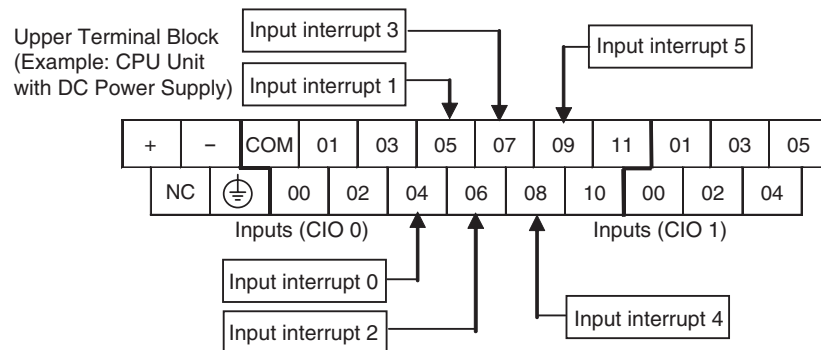 Upper Terminal Block
(Example: CPU Unit
with DC Power Supply)
Input interrupt 3
Input interrupt 1
Input interrupt 5
+ − COM 01 03 05 07 09 11 01 03 05
NC 00 02 04 06 08 10 00 02 04
Inputs (CIO 0)
Inputs (CIO 1)
Input interrupt 0
Input interrupt 2
Input interrupt 4